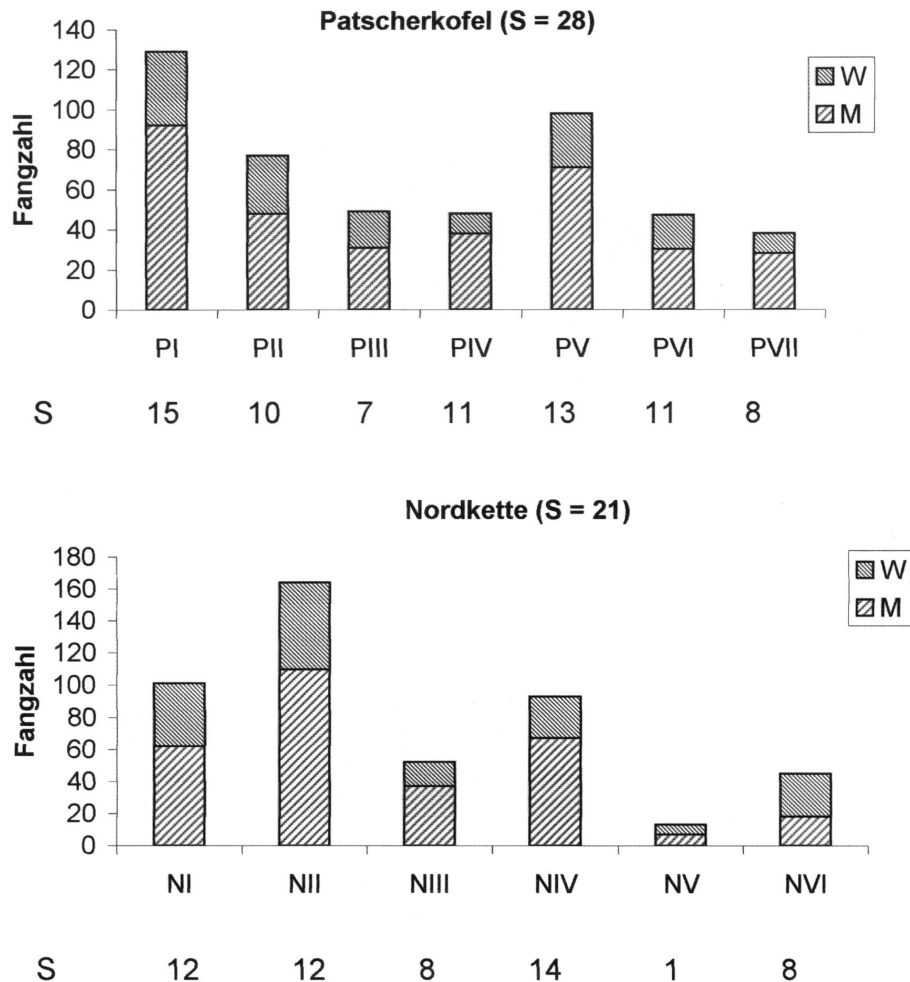 Patscherkofel (S = 28)
140
120
100
80
60
40
20
0
Fangzahl
W
M
PI PII PIII PIV PV PVI PVII
S 15 10 7 11 13 11 8
Nordkette (S = 21)
180
160
140
120
100
80
60
40
20
0
Fangzahl
W
M
NI NII NIII NIV NV NVI
S 12 12 8 14 1 8